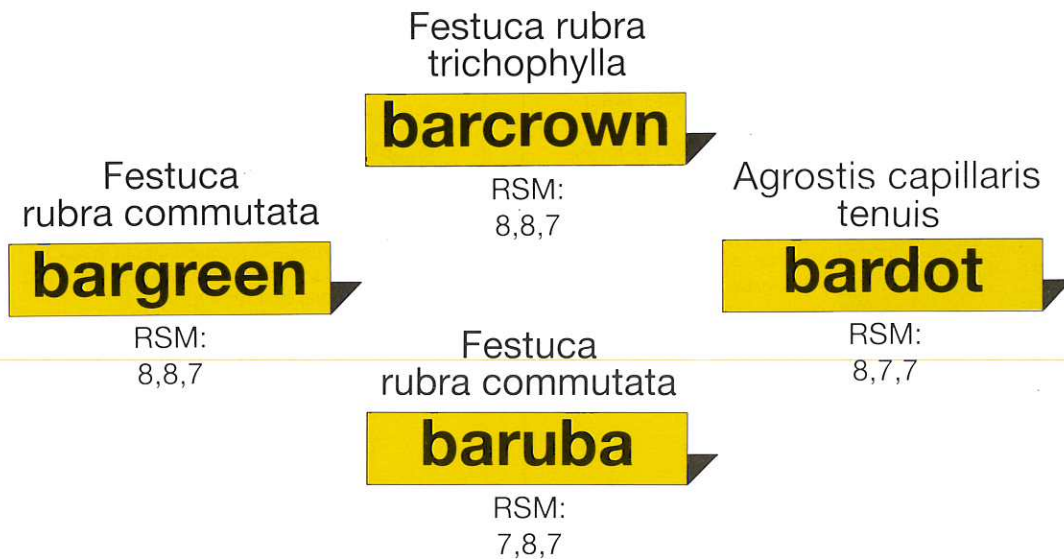 Festuca rubra
trichophylla
barcrown
RSM:
8,8,7
Festuca
rubra commutata
bargreen
RSM:
8,8,7
Agrostis capillaris
tenuis
bardot
RSM:
8,7,7
Festuca
rubra commutata
baruba
RSM:
7,8,7